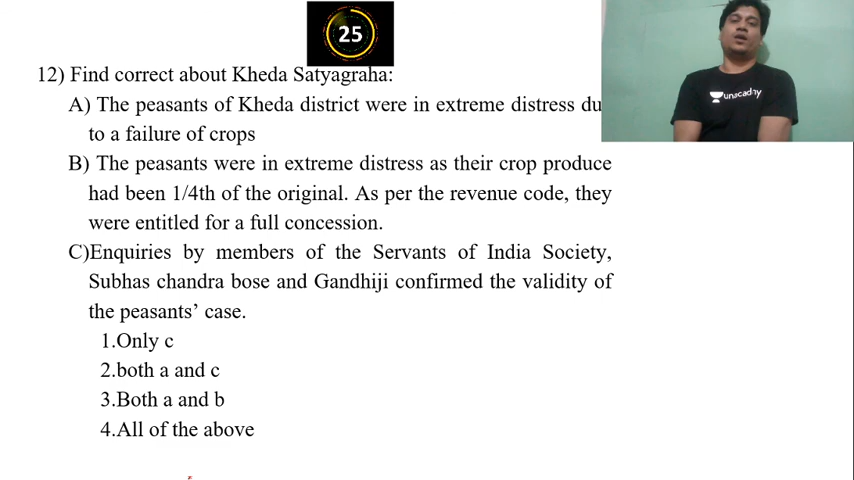 25
12) Find correct about Kheda Satyagraha:
A) The peasants of Kheda district were in extreme distress du
to a failure of crops
B) The peasants were in extreme distress as their crop produce
had been 1/4th of the original. As per the revenue code, they
were entitled for a full concession.
C)Enquiries by members of the Servants of India Society,
Subhas chandra bose and Gandhiji confirmed the validity of
the peasants’ case.
1.Only c
2.both a and c
3.Both a and b
4.All of the above
unacademy